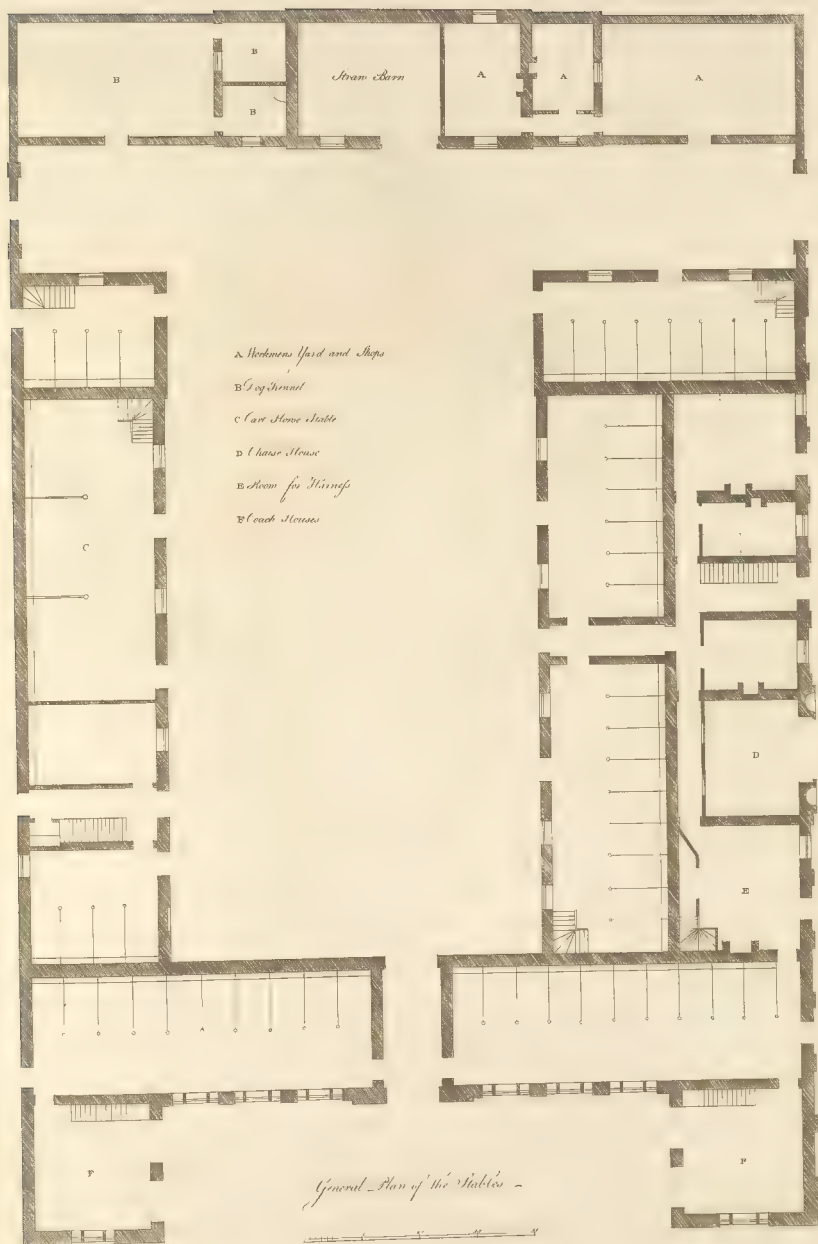 B
B
B
Straw Barn
A.
A
A.
A Workmens Yard and Shops
B Dog Kennel
C Cart Horse Stable
D Chaise House
E Room for Harneſs
F Coach Houses
C
D
E
F
F
General Plan of the Stables